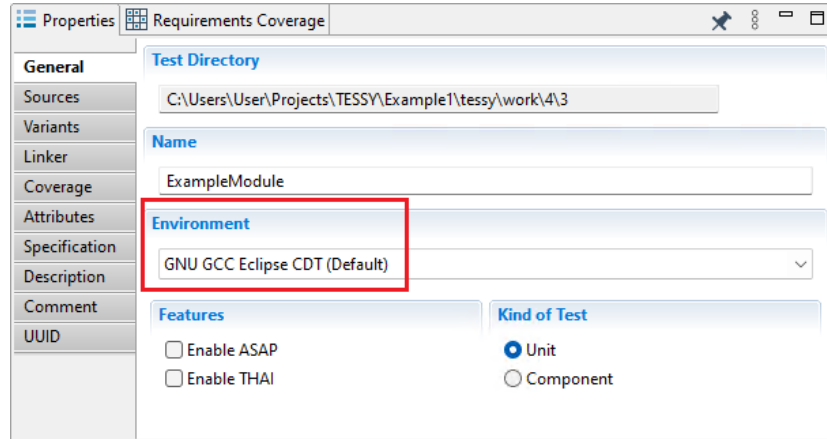 Properties Requirements Coverage
General
Sources
Variants
Linker
Coverage
Attributes
Specification
Description
Comment
UUID
Test Directory
C:\Users\User\Projects\TESSY\Example1\tessy\work\4\3
Name
ExampleModule
Environment
GNU GCC Eclipse CDT (Default)
Features
Enable ASAP
Enable THAI
Kind of Test
Unit
Component